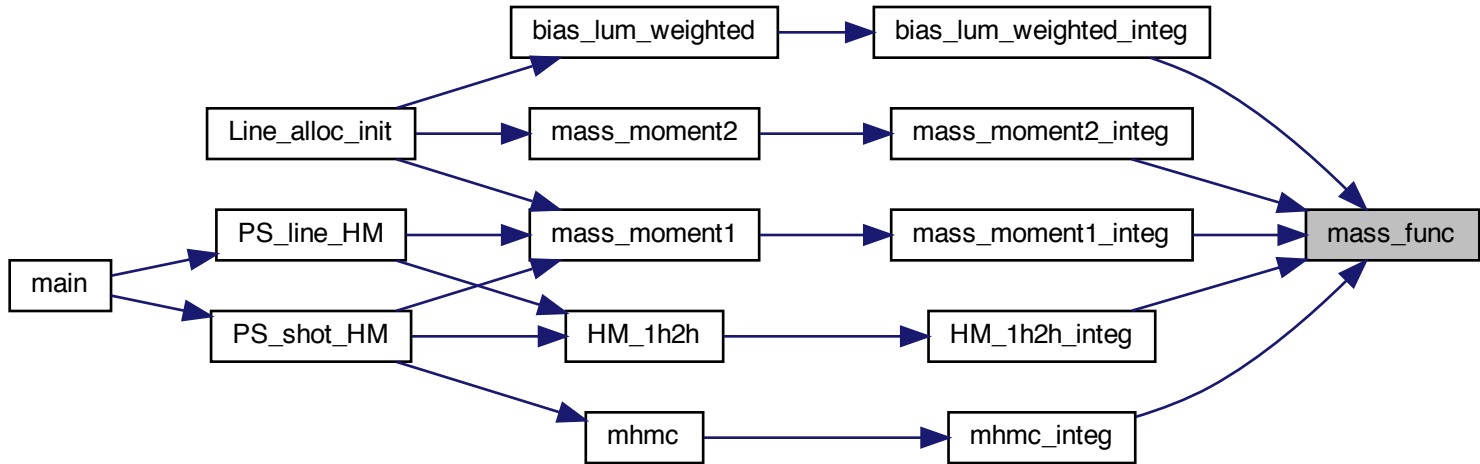 bias_lum_weighted
bias_lum_weighted_integ
Line_alloc_init
mass_moment2
mass_moment2_integ
PS_line_HM
mass_moment1
mass_moment1_integ
mass_func
main
PS_shot_HM
HM_1h2h
HM_1h2h_integ
mhmc
mhmc_integ